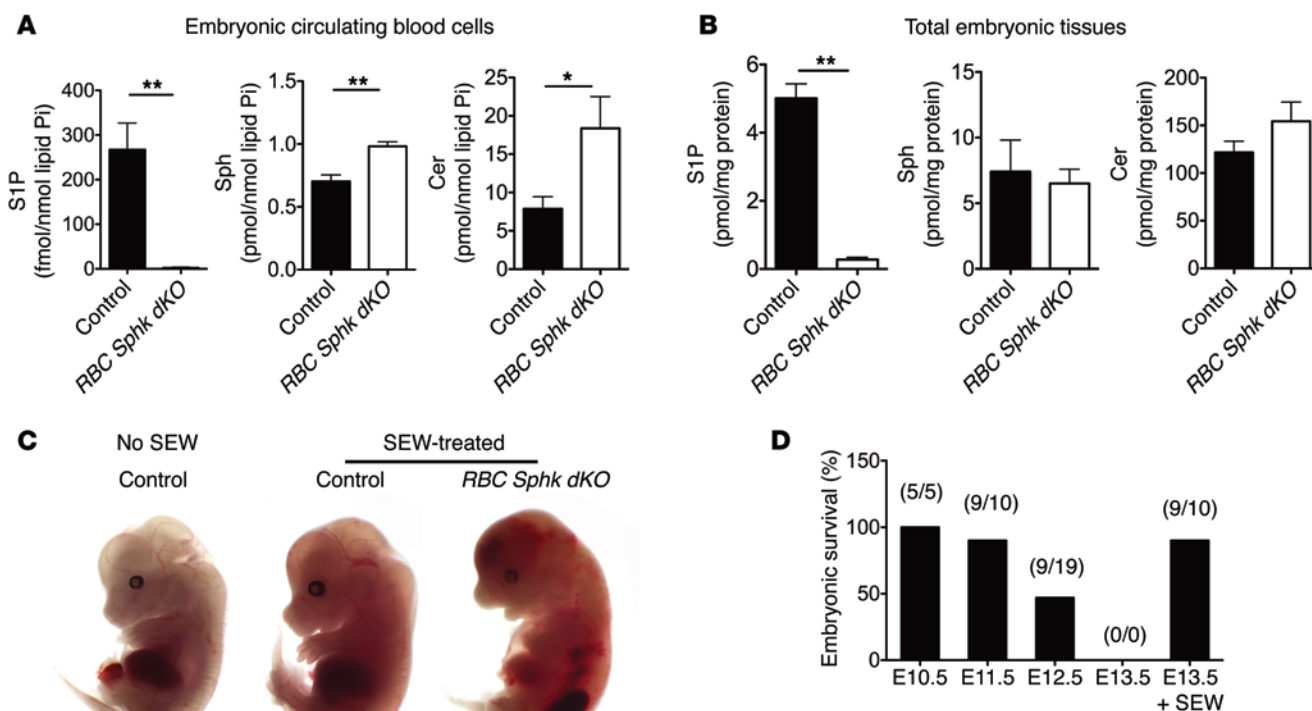 A Embryonic circulating blood cells
S1P
(fmol/nmol lipid Pi)
400
300
200
100
0
**
Control
RBC Sphk dKO
Sph
(pmol/nmol lipid Pi)
1.5
1.0
0.5
0.0
**
Control
RBC Sphk dKO
Cer
(pmol/nmol lipid Pi)
25
20
15
10
5
0
*
Control
RBC Sphk dKO
B Total embryonic tissues
S1P
(pmol/mg protein)
6
4
2
0
**
Control
RBC Sphk dKO
Sph
(pmol/mg protein)
15
10
5
0
Control
RBC Sphk dKO
Cer
(pmol/mg protein)
200
150
100
50
0
Control
RBC Sphk dKO
C No SEW SEW-treated
Control Control RBC Sphk dKO
D
Embryonic survival (%)
150
100
50
0
(5/5)
(9/10)
(9/19)
(0/0)
(9/10)
E10.5 E11.5 E12.5 E13.5 E13.5
+ SEW